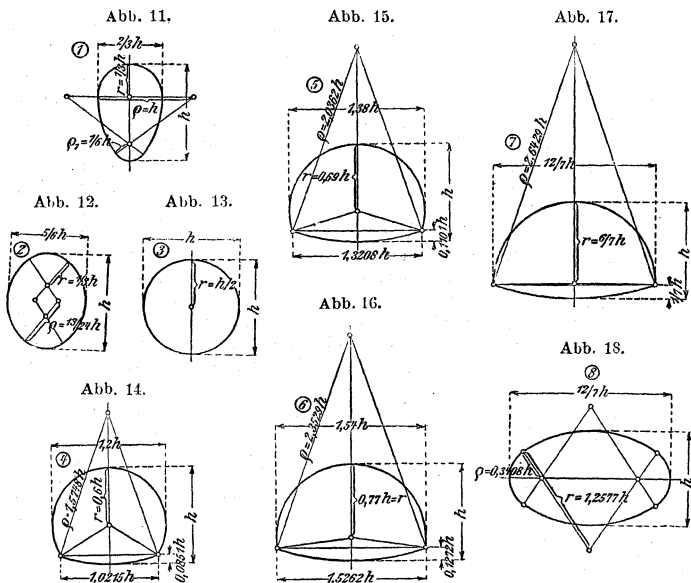 Abb. 11.
①
2/3h
r=1/3h
ρ=h
ρ₁=1/6h
h
Abb. 12.
②
5/6h
r=1/3h
ρ=13/24h
h
Abb. 13.
③
h
r=h/2
h
Abb. 14.
④
1,2h
r=0,6h
h
0,0851h
1,0215h
Abb. 15.
⑤
ρ=2,0362h
1,38h
r=0,69h
h
0,1101h
1,3208h
Abb. 16.
⑥
ρ=2,3529h
1,54h
0,77h=r
h
0,1272h
1,5262h
Abb. 17.
⑦
ρ=2,6429h
12/7h
r=6/7h
h
1/7h
Abb. 18.
⑧
12/7h
ρ=0,3408h
r=1,2577h
h